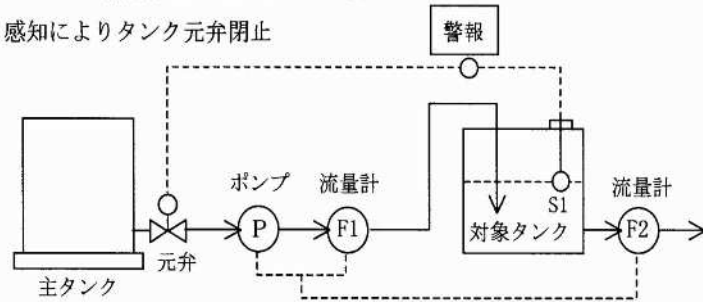 感知によりタンク元弁閉止
警報
ポンプ
流量計
流量計
P
F1
S1
F2
対象タンク
元弁
主タンク